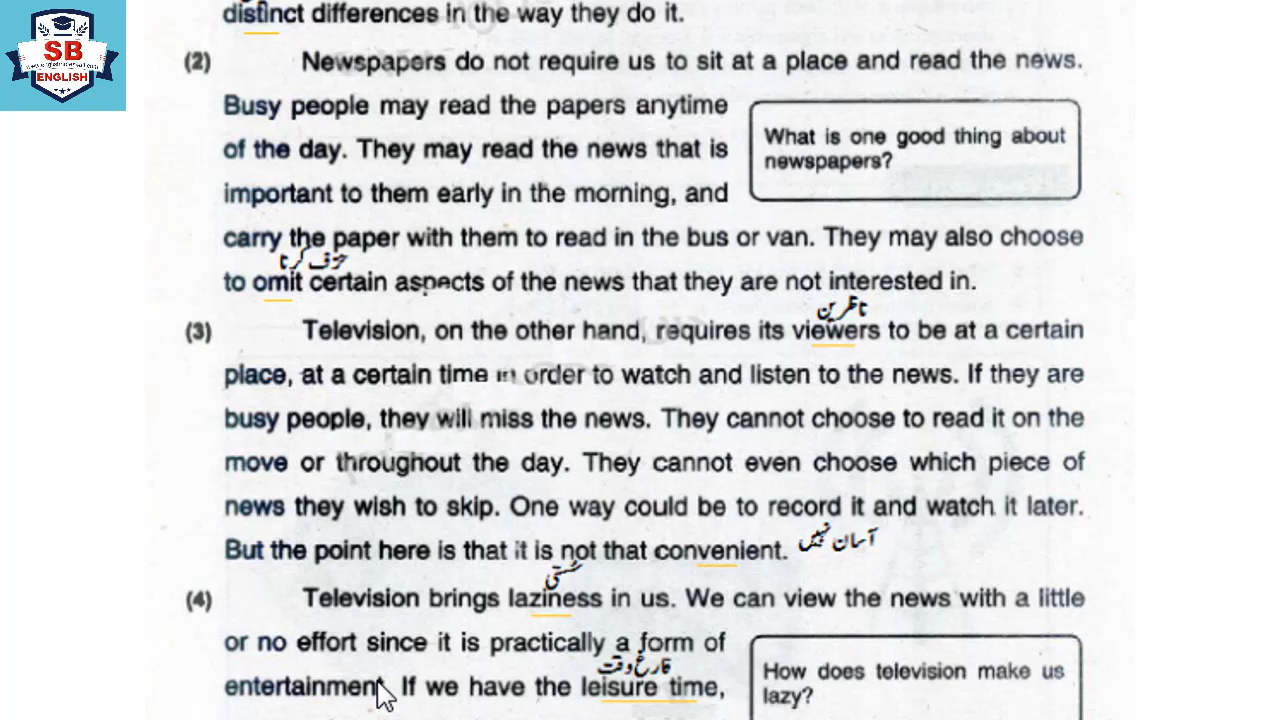 distinct differences in the way they do it.
SB
ENGLISH
(2) Newspapers do not require us to sit at a place and read the news.
Busy people may read the papers anytime
of the day. They may read the news that is
important to them early in the morning, and
What is one good thing about
newspapers?
carry the paper with them to read in the bus or van. They may also choose
حذف کرنا
to omit certain aspects of the news that they are not interested in.
ناظرین
(3) Television, on the other hand, requires its viewers to be at a certain
place, at a certain time in order to watch and listen to the news. If they are
busy people, they will miss the news. They cannot choose to read it on the
move or throughout the day. They cannot even choose which piece of
news they wish to skip. One way could be to record it and watch it later.
But the point here is that it is not that convenient. آسان نہیں
سستی
(4) Television brings laziness in us. We can view the news with a little
or no effort since it is practically a form of
فارغ وقت
entertainment. If we have the leisure time,
How does television make us
lazy?